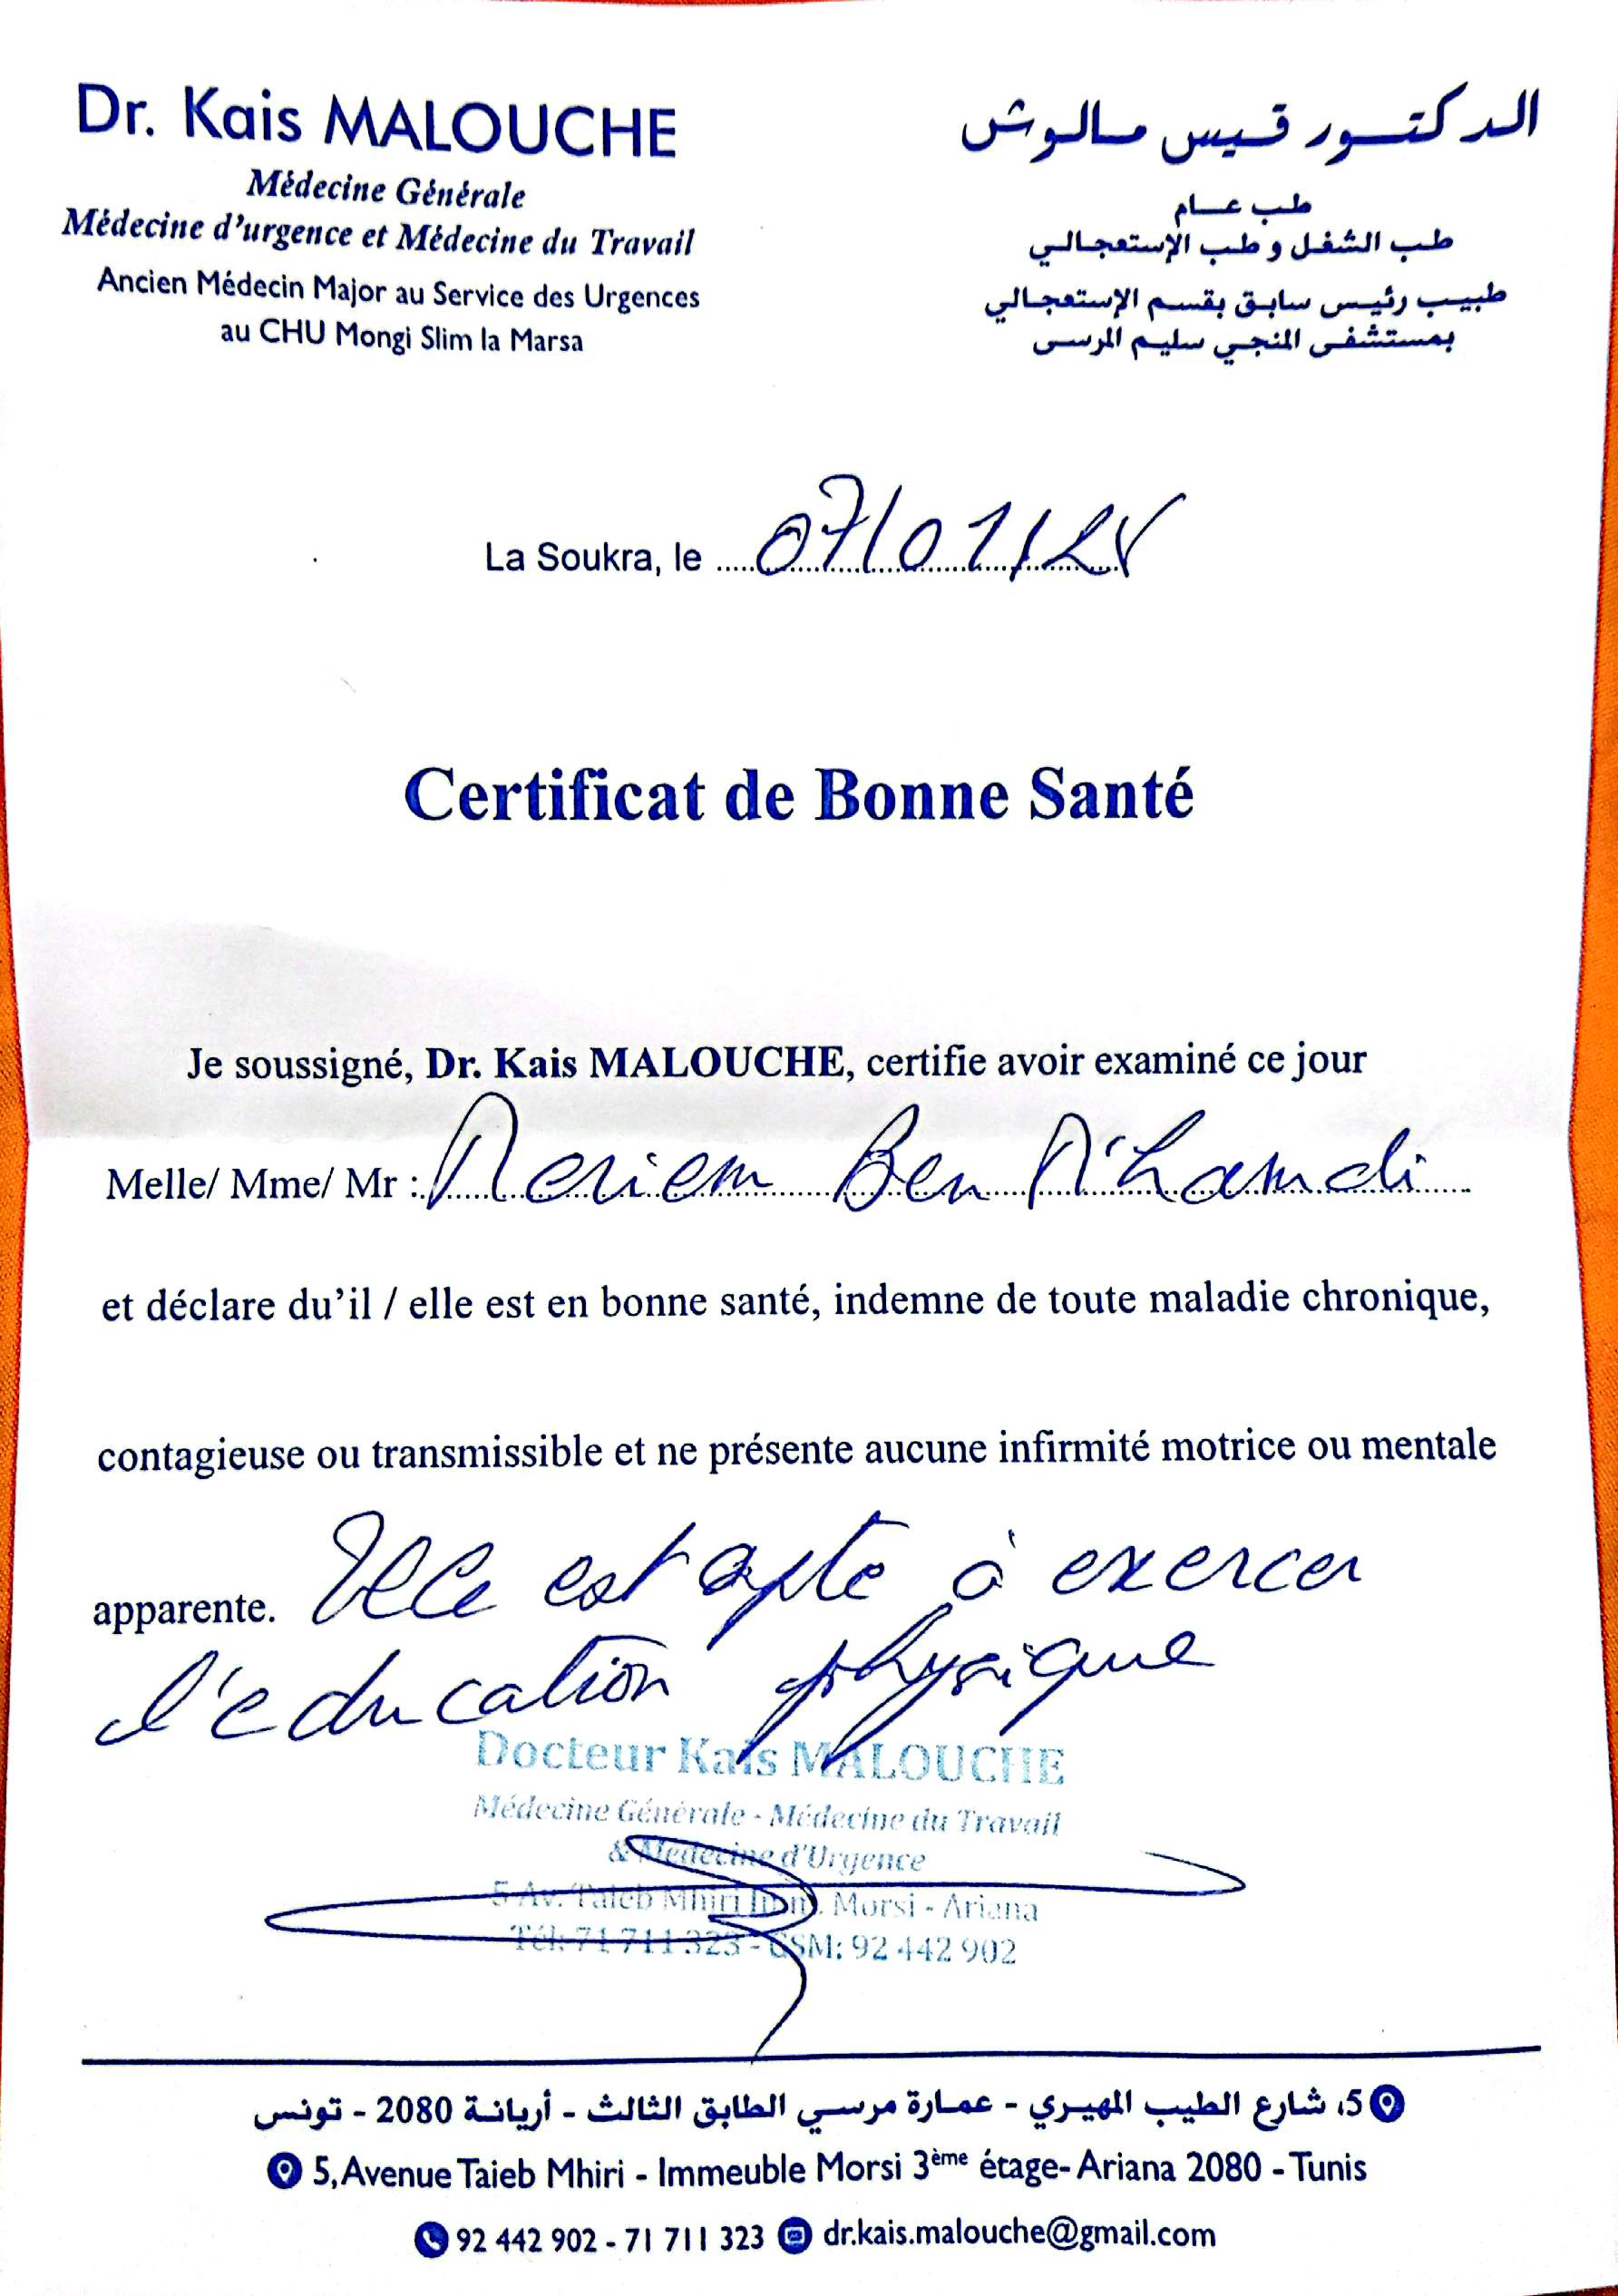 Dr. Kais MALOUCHE
Médecine Générale
Médecine d'urgence et Médecine du Travail
Ancien Médecin Major au Service des Urgences
au CHU Mongi Slim la Marsa
الدكتور قيس مالوش
طب عام
طب الشغل و طب الإستعجالي
طبيب رئيس سابق بقسم الإستعجالي
بمستشفى المنجي سليم المرسى
La Soukra, le 07/01/25
Certificat de Bonne Santé
Je soussigné, Dr. Kais MALOUCHE, certifie avoir examiné ce jour
Melle/ Mme/ Mr : Meriem Ben M'hamdi
et déclare du'il / elle est en bonne santé, indemne de toute maladie chronique,
contagieuse ou transmissible et ne présente aucune infirmité motrice ou mentale
apparente. Elle est apte à exercer
l'education physique
Docteur Kais MALOUCHE
Médecine Générale - Médecine du Travail
& Medecine d'Urgence
5 Av. Taieb Mhiri Imm. Morsi - Ariana
Tél: 71 711 323 - GSM: 92 442 902
5، شارع الطيب المهيري - عمارة مرسي الطابق الثالث - أريانة 2080 - تونس
5, Avenue Taieb Mhiri - Immeuble Morsi 3ème étage- Ariana 2080 - Tunis
92 442 902 - 71 711 323 dr.kais.malouche@gmail.com